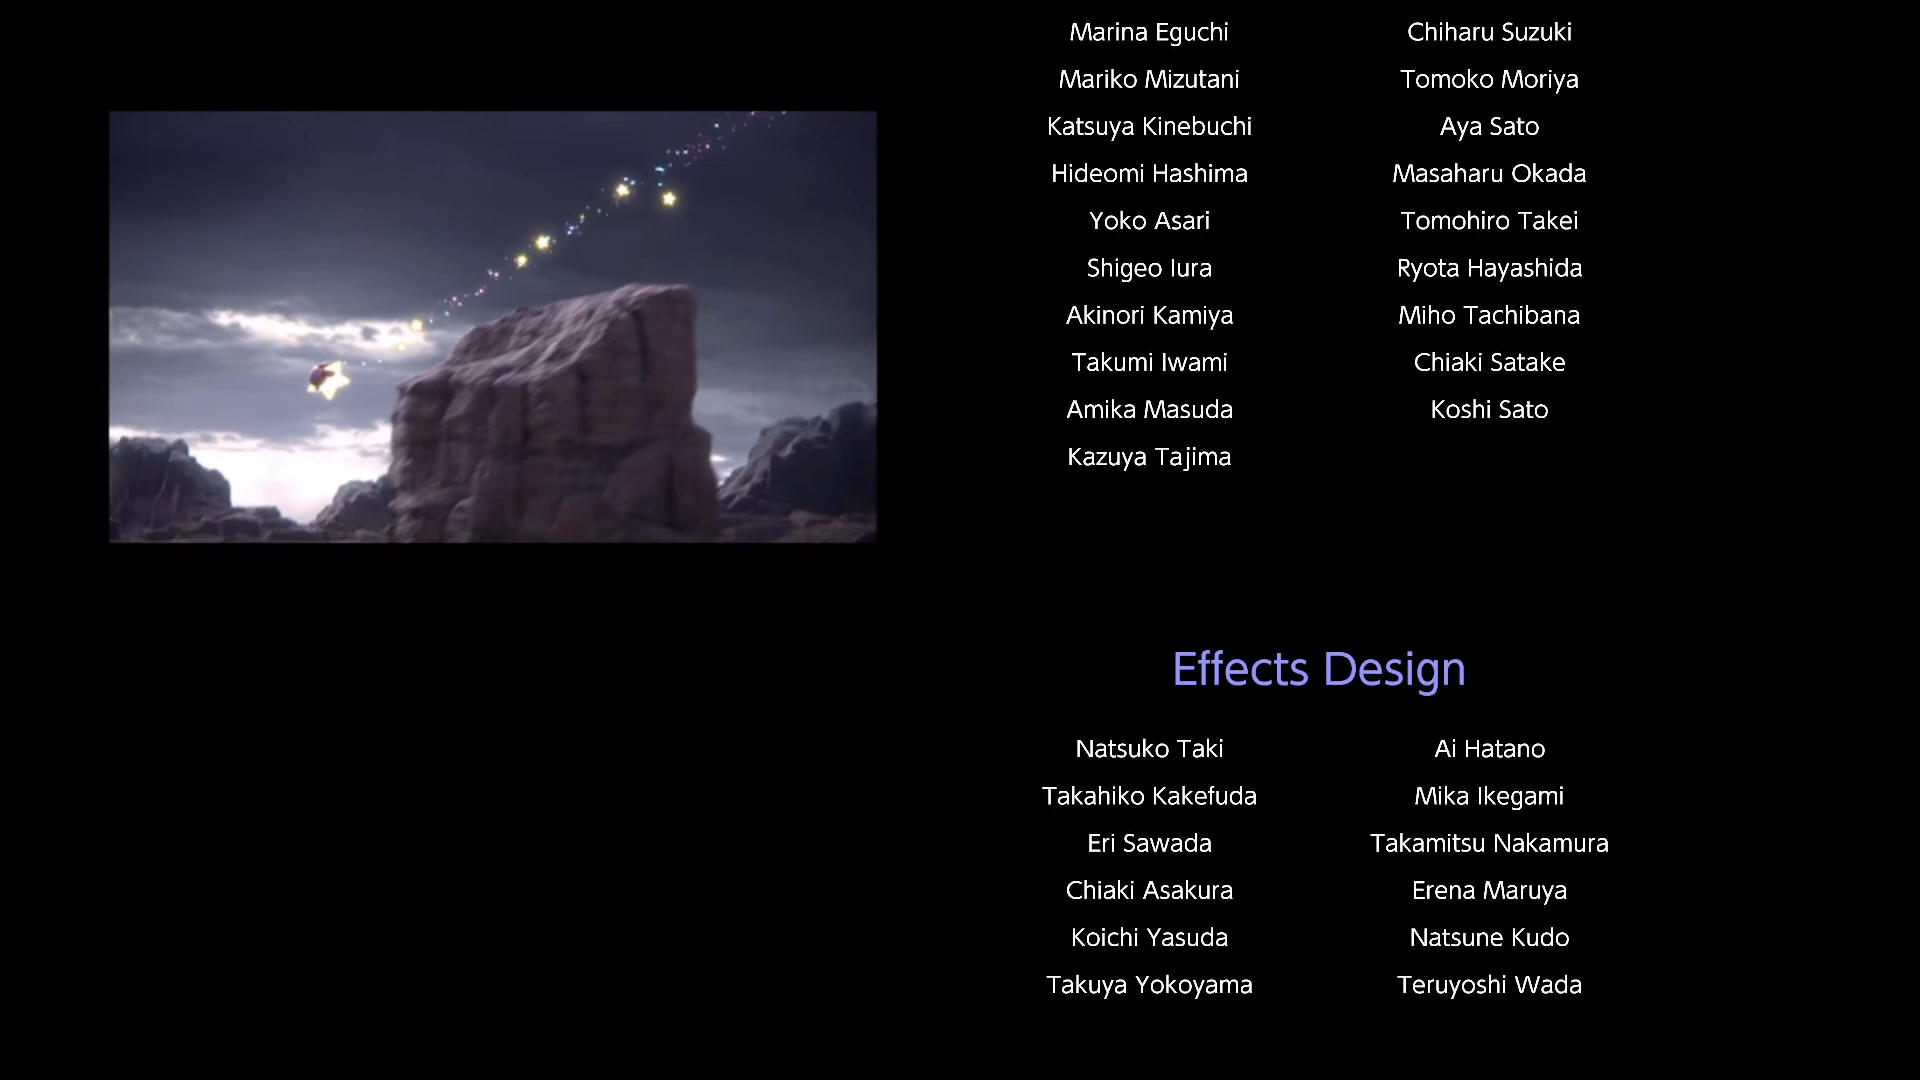 Marina Eguchi Chiharu Suzuki
Mariko Mizutani Tomoko Moriya
Katsuya Kinebuchi Aya Sato
Hideomi Hashima Masaharu Okada
Yoko Asari Tomohiro Takei
Shigeo Iura Ryota Hayashida
Akinori Kamiya Miho Tachibana
Takumi Iwami Chiaki Satake
Amika Masuda Koshi Sato
Kazuya Tajima
Effects Design
Natsuko Taki Ai Hatano
Takahiko Kakefuda Mika Ikegami
Eri Sawada Takamitsu Nakamura
Chiaki Asakura Erena Maruya
Koichi Yasuda Natsune Kudo
Takuya Yokoyama Teruyoshi Wada